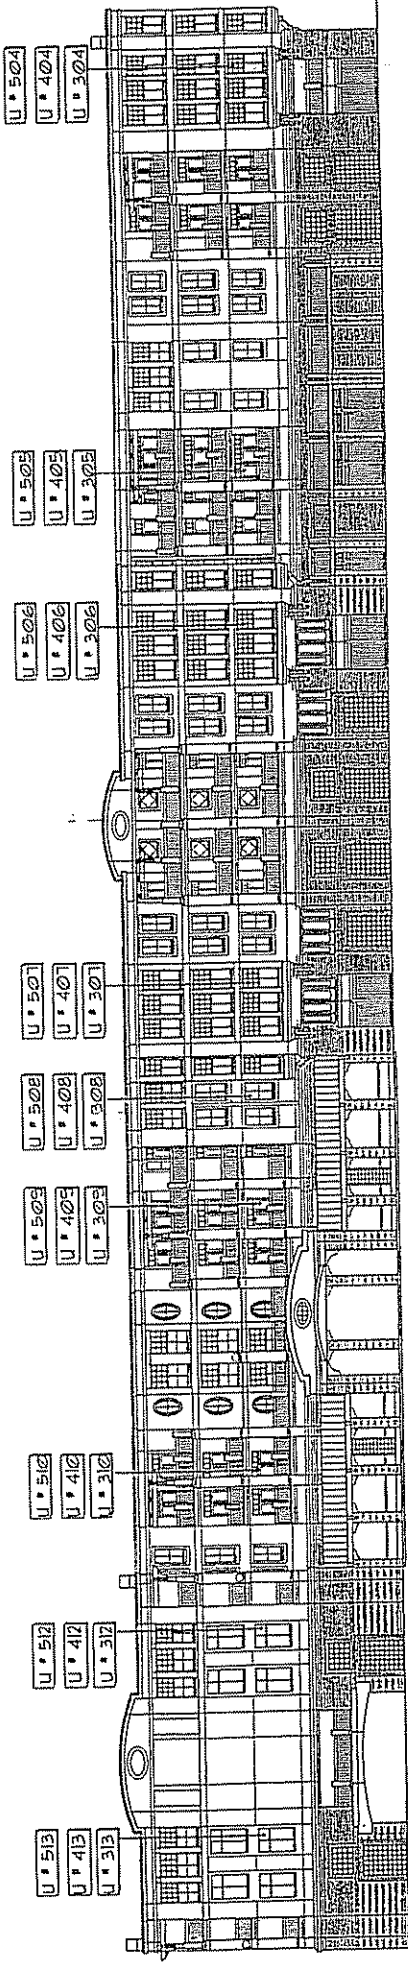 U # 513
U # 413
U # 313
U # 512
U # 412
U # 312
U # 510
U # 410
U # 310
U # 509
U # 409
U # 309
U # 508
U # 408
U # 308
U # 507
U # 407
U # 307
U # 506
U # 406
U # 306
U # 505
U # 405
U # 305
U # 504
U # 404
U # 304